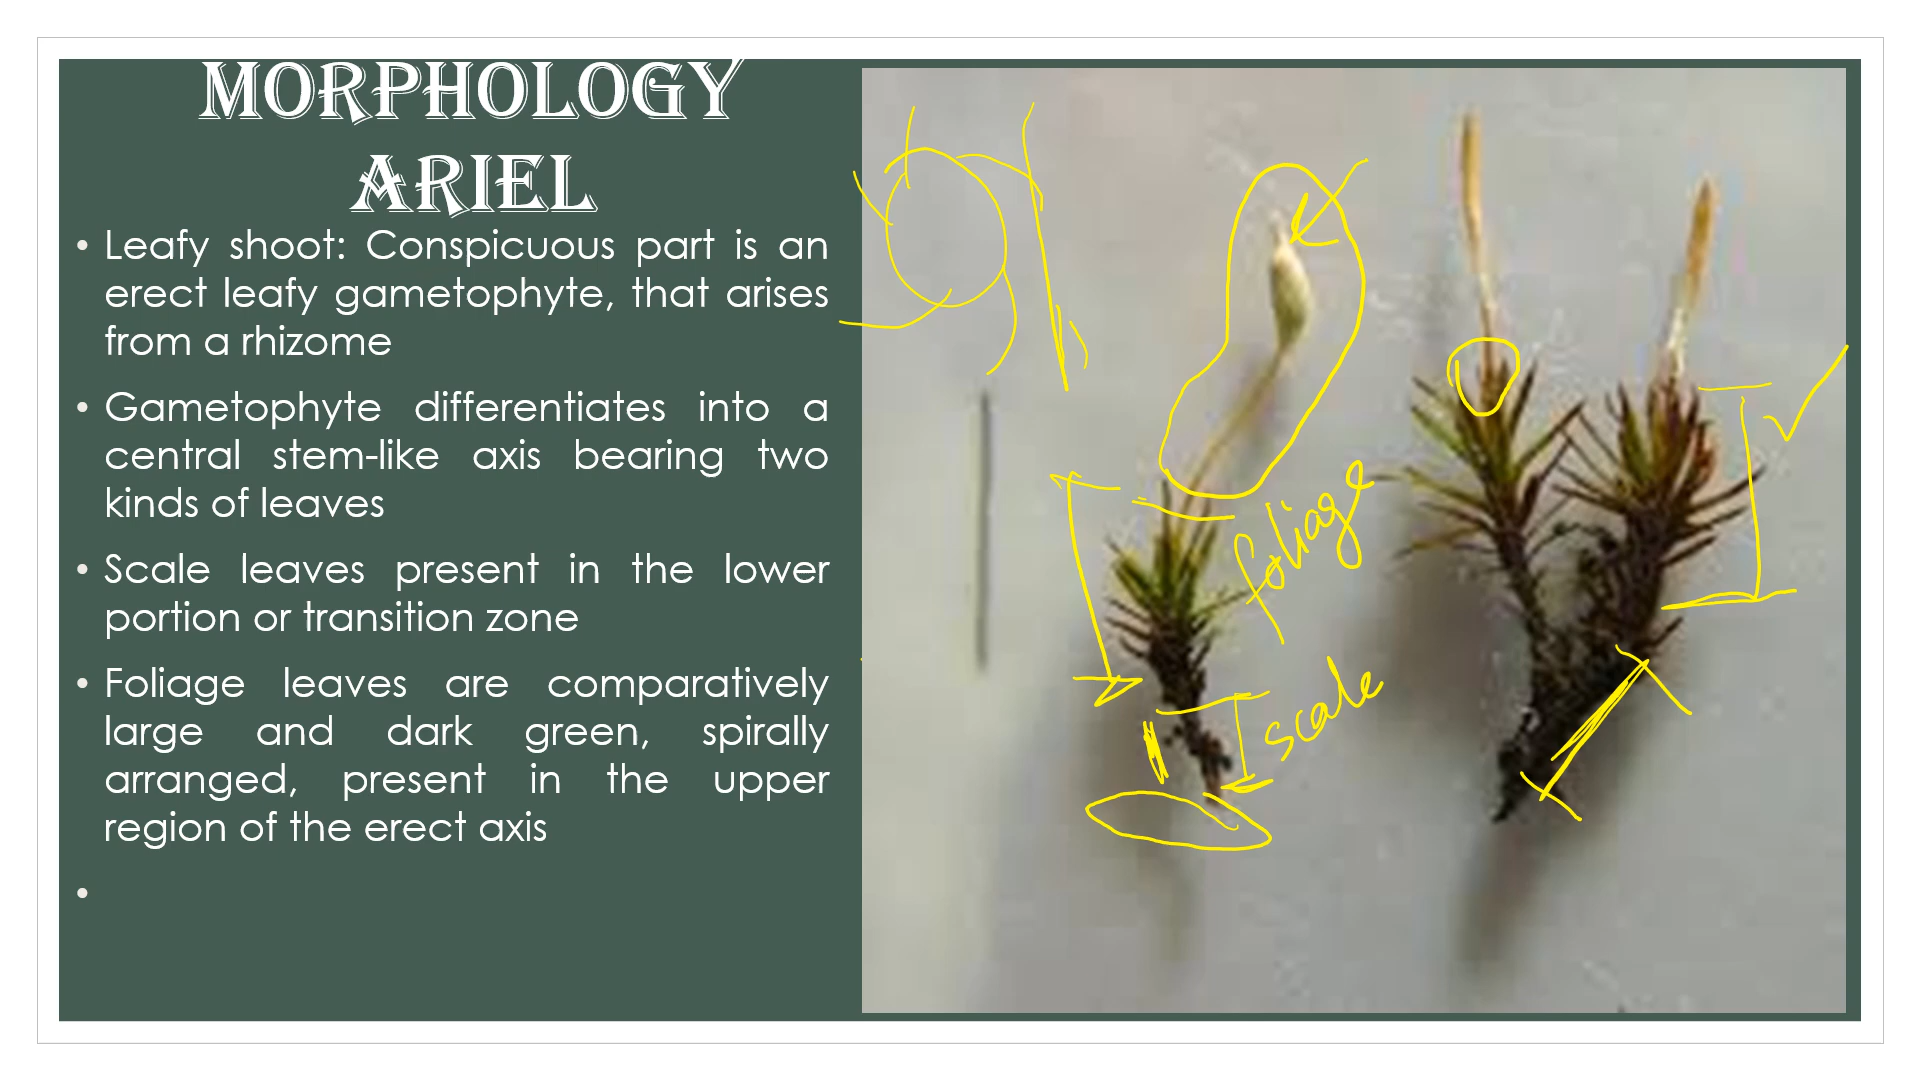 MORPHOLOGY
ARIEL
• Leafy shoot: Conspicuous part is an
erect leafy gametophyte, that arises
from a rhizome
• Gametophyte differentiates into a
central stem-like axis bearing two
kinds of leaves
• Scale leaves present in the lower
portion or transition zone
• Foliage leaves are comparatively
large and dark green, spirally
arranged, present in the upper
region of the erect axis
•
foliage
scale